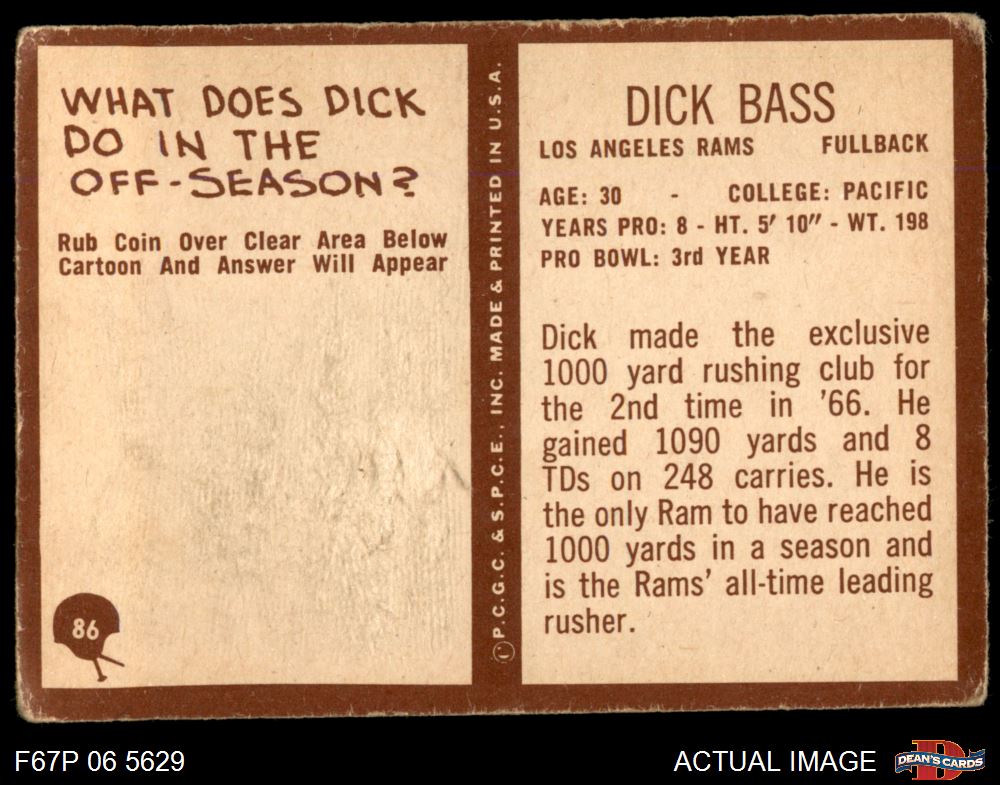 WHAT DOES DICK
DO IN THE
OFF-SEASON?
Rub Coin Over Clear Area Below
Cartoon And Answer Will Appear
86
© P.C.G.C. & S.P.C.E., INC. MADE & PRINTED IN U.S.A.
DICK BASS
LOS ANGELES RAMS FULLBACK
AGE: 30 - COLLEGE: PACIFIC
YEARS PRO: 8 - HT. 5' 10" - WT. 198
PRO BOWL: 3rd YEAR
Dick made the exclusive
1000 yard rushing club for
the 2nd time in '66. He
gained 1090 yards and 8
TDs on 248 carries. He is
the only Ram to have reached
1000 yards in a season and
is the Rams' all-time leading
rusher.
F67P 06 5629
ACTUAL IMAGE
DEAN'S CARDS